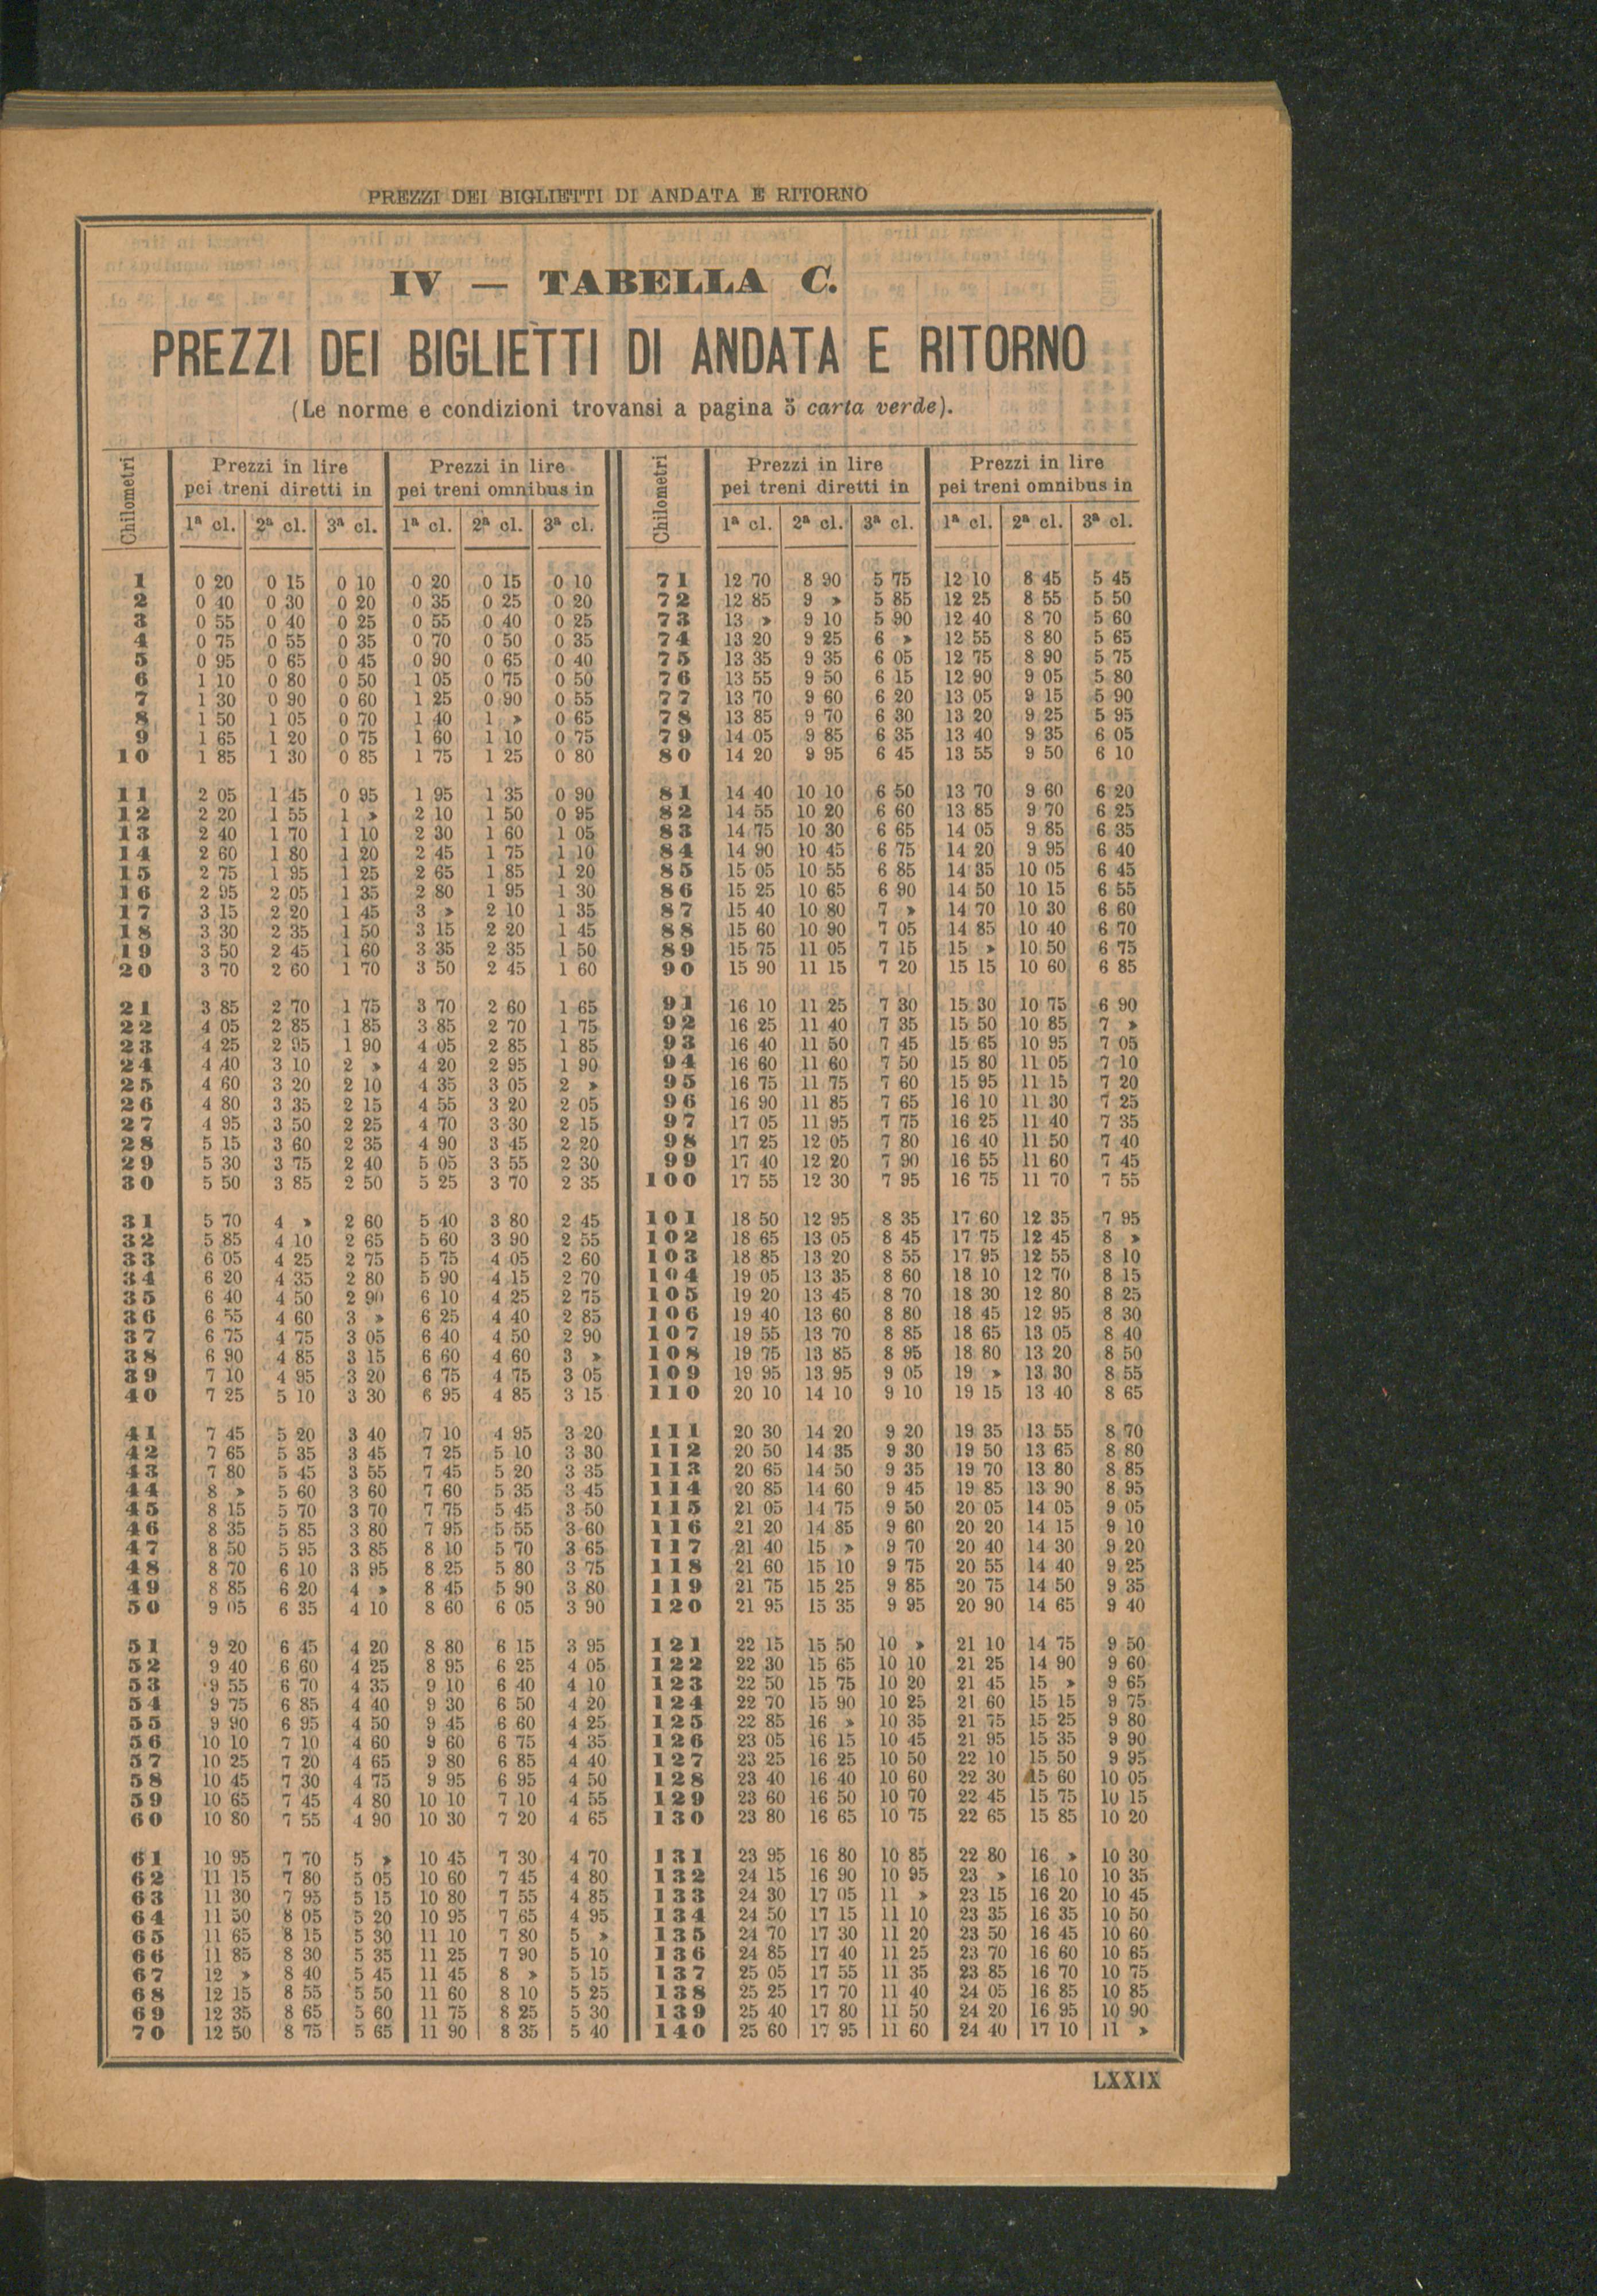 PREZZI DEI BIGLIETTI DI ANDATA E RITORNO
IV — TABELLA C.
PREZZI DEI BIGLIETTI DI ANDATA E RITORNO
(Le norme e condizioni trovansi a pagina 5 carta verde).
Chilometri Prezzi in lire Prezzi in lire Chilometri Prezzi in lire Prezzi in lire
pei treni diretti in pei treni omnibus in pei treni diretti in pei treni omnibus in
1ª cl. 2ª cl. 3ª cl. 1ª cl. 2ª cl. 3ª cl. 1ª cl. 2ª cl. 3ª cl. 1ª cl. 2ª cl. 3ª cl.
1 0 20 0 15 0 10 0 20 0 15 0 10 71 12 70 8 90 5 75 12 10 8 45 5 45
2 0 40 0 30 0 20 0 35 0 25 0 20 72 12 85 9 » 5 85 12 25 8 55 5 50
3 0 55 0 40 0 25 0 55 0 40 0 25 73 13 » 9 10 5 90 12 40 8 70 5 60
4 0 75 0 55 0 35 0 70 0 50 0 35 74 13 20 9 25 6 » 12 55 8 80 5 65
5 0 95 0 65 0 45 0 90 0 65 0 40 75 13 35 9 35 6 05 12 75 8 90 5 75
6 1 10 0 80 0 50 1 05 0 75 0 50 76 13 55 9 50 6 15 12 90 9 05 5 80
7 1 30 0 90 0 60 1 25 0 90 0 55 77 13 70 9 60 6 20 13 05 9 15 5 90
8 1 50 1 05 0 70 1 40 1 » 0 65 78 13 85 9 70 6 30 13 20 9 25 5 95
9 1 65 1 20 0 75 1 60 1 10 0 75 79 14 05 9 85 6 35 13 40 9 35 6 05
10 1 85 1 30 0 85 1 75 1 25 0 80 80 14 20 9 95 6 45 13 55 9 50 6 10
11 2 05 1 45 0 95 1 95 1 35 0 90 81 14 40 10 10 6 50 13 70 9 60 6 20
12 2 20 1 55 1 » 2 10 1 50 0 95 82 14 55 10 20 6 60 13 85 9 70 6 25
13 2 40 1 70 1 10 2 30 1 60 1 05 83 14 75 10 30 6 65 14 05 9 85 6 35
14 2 60 1 80 1 20 2 45 1 75 1 10 84 14 90 10 45 6 75 14 20 9 95 6 40
15 2 75 1 95 1 25 2 65 1 85 1 20 85 15 05 10 55 6 85 14 35 10 05 6 45
16 2 95 2 05 1 35 2 80 1 95 1 30 86 15 25 10 65 6 90 14 50 10 15 6 55
17 3 15 2 20 1 45 3 » 2 10 1 35 87 15 40 10 80 7 » 14 70 10 30 6 60
18 3 30 2 35 1 50 3 15 2 20 1 45 88 15 60 10 90 7 05 14 85 10 40 6 70
19 3 50 2 45 1 60 3 35 2 35 1 50 89 15 75 11 05 7 15 15 » 10 50 6 75
20 3 70 2 60 1 70 3 50 2 45 1 60 90 15 90 11 15 7 20 15 15 10 60 6 85
21 3 85 2 70 1 75 3 70 2 60 1 65 91 16 10 11 25 7 30 15 30 10 75 6 90
22 4 05 2 85 1 85 3 85 2 70 1 75 92 16 25 11 40 7 35 15 50 10 85 7 »
23 4 25 2 95 1 90 4 05 2 85 1 85 93 16 40 11 50 7 45 15 65 10 95 7 05
24 4 40 3 10 2 » 4 20 2 95 1 90 94 16 60 11 60 7 50 15 80 11 05 7 10
25 4 60 3 20 2 10 4 35 3 05 2 » 95 16 75 11 75 7 60 15 95 11 15 7 20
26 4 80 3 35 2 15 4 55 3 20 2 05 96 16 90 11 85 7 65 16 10 11 30 7 25
27 4 95 3 50 2 25 4 70 3 30 2 15 97 17 05 11 95 7 75 16 25 11 40 7 35
28 5 15 3 60 2 35 4 90 3 45 2 20 98 17 25 12 05 7 80 16 40 11 50 7 40
29 5 30 3 75 2 40 5 05 3 55 2 30 99 17 40 12 20 7 90 16 55 11 60 7 45
30 5 50 3 85 2 50 5 25 3 70 2 35 100 17 55 12 30 7 95 16 75 11 70 7 55
31 5 70 4 » 2 60 5 40 3 80 2 45 101 18 50 12 95 8 35 17 60 12 35 7 95
32 5 85 4 10 2 65 5 60 3 90 2 55 102 18 65 13 05 8 45 17 75 12 45 8 »
33 6 05 4 25 2 75 5 75 4 05 2 60 103 18 85 13 20 8 55 17 95 12 55 8 10
34 6 20 4 35 2 80 5 90 4 15 2 70 104 19 05 13 35 8 60 18 10 12 70 8 15
35 6 40 4 50 2 90 6 10 4 25 2 75 105 19 20 13 45 8 70 18 30 12 80 8 25
36 6 55 4 60 3 » 6 25 4 40 2 85 106 19 40 13 60 8 80 18 45 12 95 8 30
37 6 75 4 75 3 05 6 40 4 50 2 90 107 19 55 13 70 8 85 18 65 13 05 8 40
38 6 90 4 85 3 15 6 60 4 60 3 » 108 19 75 13 85 8 95 18 80 13 20 8 50
39 7 10 4 95 3 20 6 75 4 75 3 05 109 19 95 13 95 9 05 19 » 13 30 8 55
40 7 25 5 10 3 30 6 95 4 85 3 15 110 20 10 14 10 9 10 19 15 13 40 8 65
41 7 45 5 20 3 40 7 10 4 95 3 20 111 20 30 14 20 9 20 19 35 13 55 8 70
42 7 65 5 35 3 45 7 25 5 10 3 30 112 20 50 14 35 9 30 19 50 13 65 8 80
43 7 80 5 45 3 55 7 45 5 20 3 35 113 20 65 14 50 9 35 19 70 13 80 8 85
44 8 » 5 60 3 60 7 60 5 35 3 45 114 20 85 14 60 9 45 19 85 13 90 8 95
45 8 15 5 70 3 70 7 75 5 45 3 50 115 21 05 14 75 9 50 20 05 14 05 9 05
46 8 35 5 85 3 80 7 95 5 55 3 60 116 21 20 14 85 9 60 20 20 14 15 9 10
47 8 50 5 95 3 85 8 10 5 70 3 65 117 21 40 15 » 9 70 20 40 14 30 9 20
48 8 70 6 10 3 95 8 25 5 80 3 75 118 21 60 15 10 9 75 20 55 14 40 9 25
49 8 85 6 20 4 » 8 45 5 90 3 80 119 21 75 15 25 9 85 20 75 14 50 9 35
50 9 05 6 35 4 10 8 60 6 05 3 90 120 21 95 15 35 9 95 20 90 14 65 9 40
51 9 20 6 45 4 20 8 80 6 15 3 95 121 22 15 15 50 10 » 21 10 14 75 9 50
52 9 40 6 60 4 25 8 95 6 25 4 05 122 22 30 15 65 10 10 21 25 14 90 9 60
53 9 55 6 70 4 35 9 10 6 40 4 10 123 22 50 15 75 10 20 21 45 15 » 9 65
54 9 75 6 85 4 40 9 30 6 50 4 20 124 22 70 15 90 10 25 21 60 15 15 9 75
55 9 90 6 95 4 50 9 45 6 60 4 25 125 22 85 16 » 10 35 21 75 15 25 9 80
56 10 10 7 10 4 60 9 60 6 75 4 35 126 23 05 16 15 10 45 21 95 15 35 9 90
57 10 25 7 20 4 65 9 80 6 85 4 40 127 23 25 16 25 10 50 22 10 15 50 9 95
58 10 45 7 30 4 75 9 95 6 95 4 50 128 23 40 16 40 10 60 22 30 15 60 10 05
59 10 65 7 45 4 80 10 10 7 10 4 55 129 23 60 16 50 10 70 22 45 15 75 10 15
60 10 80 7 55 4 90 10 30 7 20 4 65 130 23 80 16 65 10 75 22 65 15 85 10 20
61 10 95 7 70 5 » 10 45 7 30 4 70 131 23 95 16 80 10 85 22 80 16 » 10 30
62 11 15 7 80 5 05 10 60 7 45 4 80 132 24 15 16 90 10 95 23 » 16 10 10 35
63 11 30 7 95 5 15 10 80 7 55 4 85 133 24 30 17 05 11 » 23 15 16 20 10 45
64 11 50 8 05 5 20 10 95 7 65 4 95 134 24 50 17 15 11 10 23 35 16 35 10 50
65 11 65 8 15 5 30 11 10 7 80 5 » 135 24 70 17 30 11 20 23 50 16 45 10 60
66 11 85 8 30 5 35 11 25 7 90 5 10 136 24 85 17 40 11 25 23 70 16 60 10 65
67 12 » 8 40 5 45 11 45 8 » 5 15 137 25 05 17 55 11 35 23 85 16 70 10 75
68 12 15 8 55 5 50 11 60 8 10 5 25 138 25 25 17 70 11 40 24 05 16 85 10 85
69 12 35 8 65 5 60 11 75 8 25 5 30 139 25 40 17 80 11 50 24 20 16 95 10 90
70 12 50 8 75 5 65 11 90 8 35 5 40 140 25 60 17 95 11 60 24 40 17 10 11 »
LXXIX